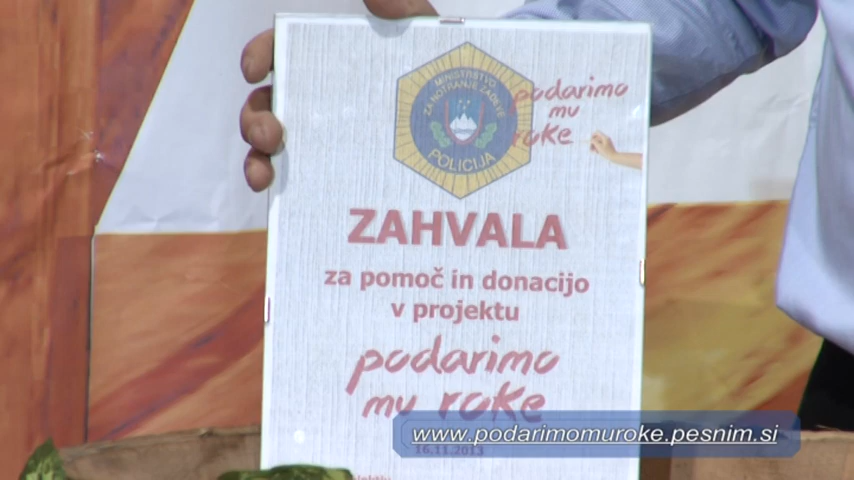 MINISTRSTVO
ZA NOTRANJE ZADEVE
POLICIJA
podarimo
mu
roke
ZAHVALA
za pomoč in donacijo
v projektu
podarimo
mu roke
www.podarimomuroke.pesnim.si
16.11.2013